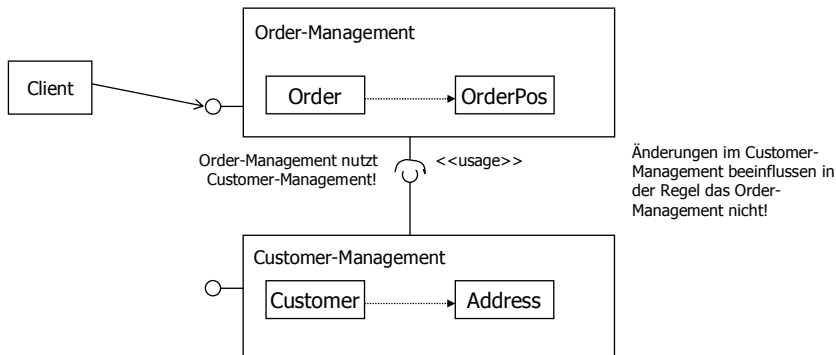 Order-Management
Client
Order
OrderPos
Order-Management nutzt
Customer-Management!
<<usage>>
Änderungen im Customer-
Management beeinflussen in
der Regel das Order-
Management nicht!
Customer-Management
Customer
Address